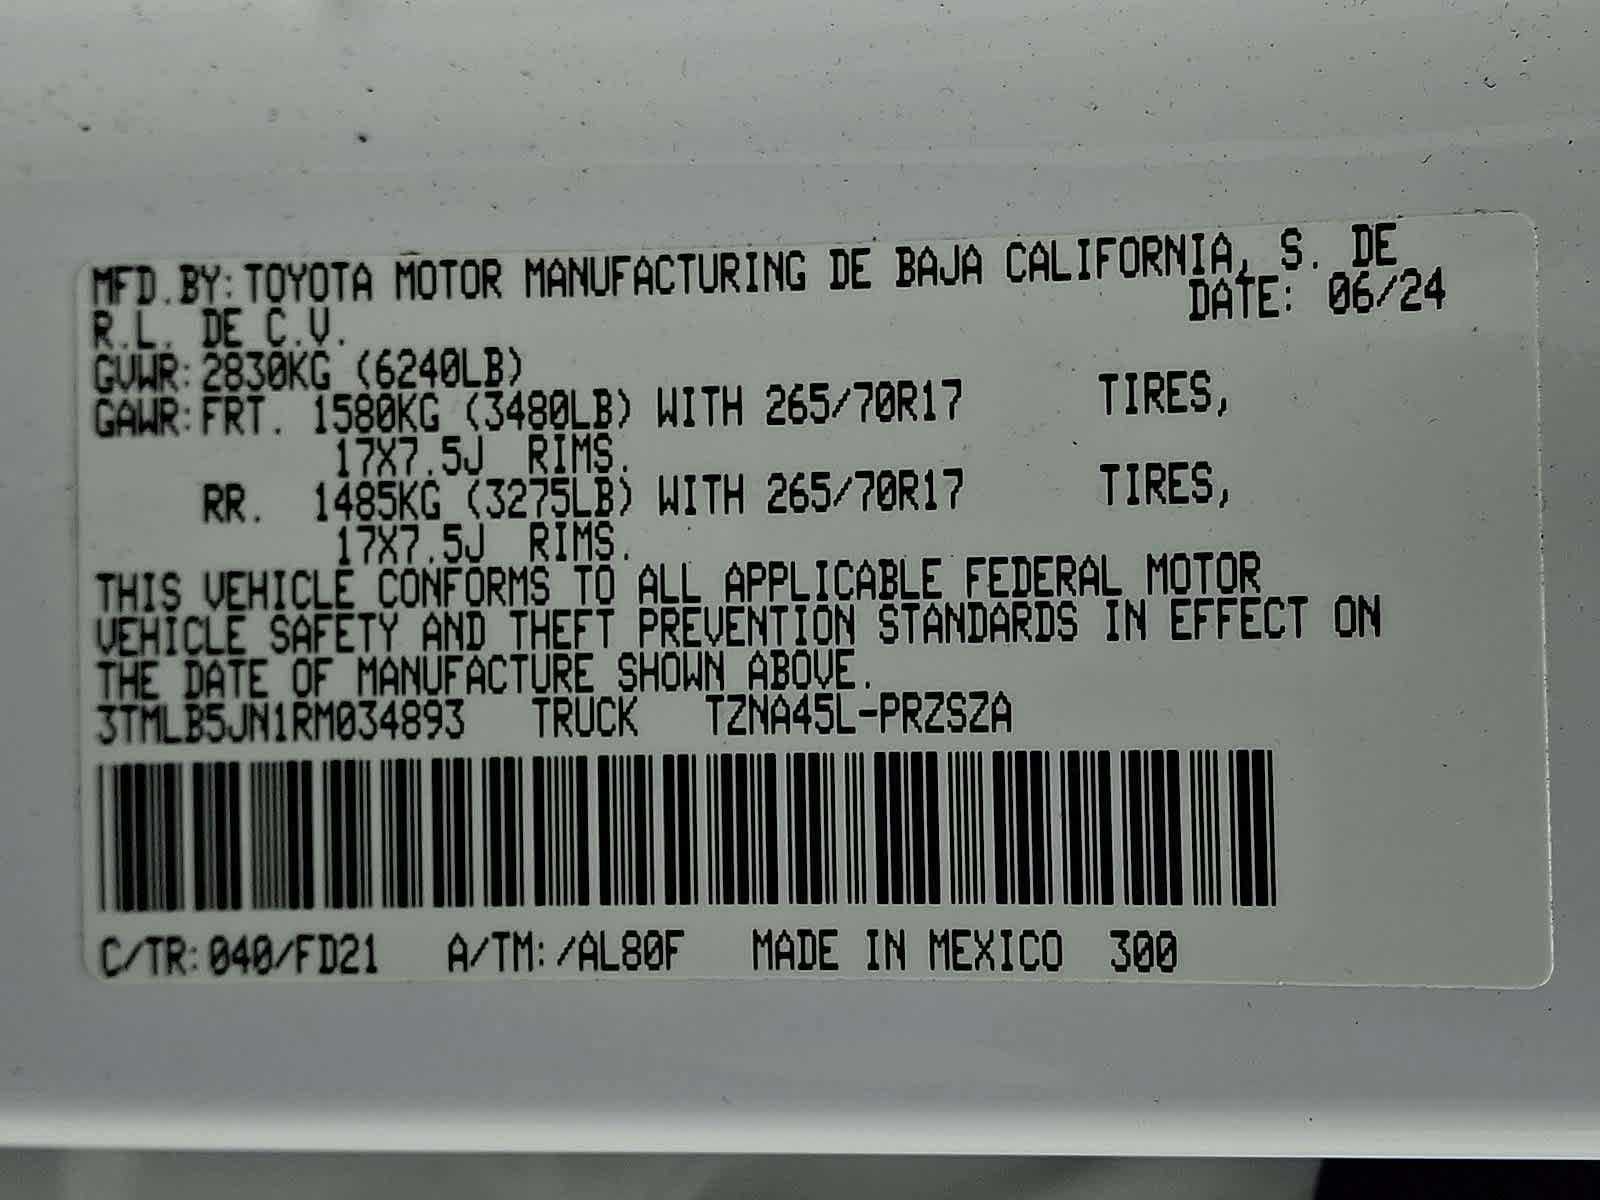 MFD.BY: TOYOTA MOTOR MANUFACTURING DE BAJA CALIFORNIA, S. DE
R.L. DE C.V. DATE: 06/24
GVWR: 2830KG (6240LB)
GAWR: FRT. 1580KG (3480LB) WITH 265/70R17 TIRES,
17X7.5J RIMS.
RR. 1485KG (3275LB) WITH 265/70R17 TIRES,
17X7.5J RIMS.
THIS VEHICLE CONFORMS TO ALL APPLICABLE FEDERAL MOTOR
VEHICLE SAFETY AND THEFT PREVENTION STANDARDS IN EFFECT ON
THE DATE OF MANUFACTURE SHOWN ABOVE.
3TMLB5JN1RM034893 TRUCK TZNA45L-PRZSZA
C/TR: 040/FD21 A/TM: /AL80F MADE IN MEXICO 300